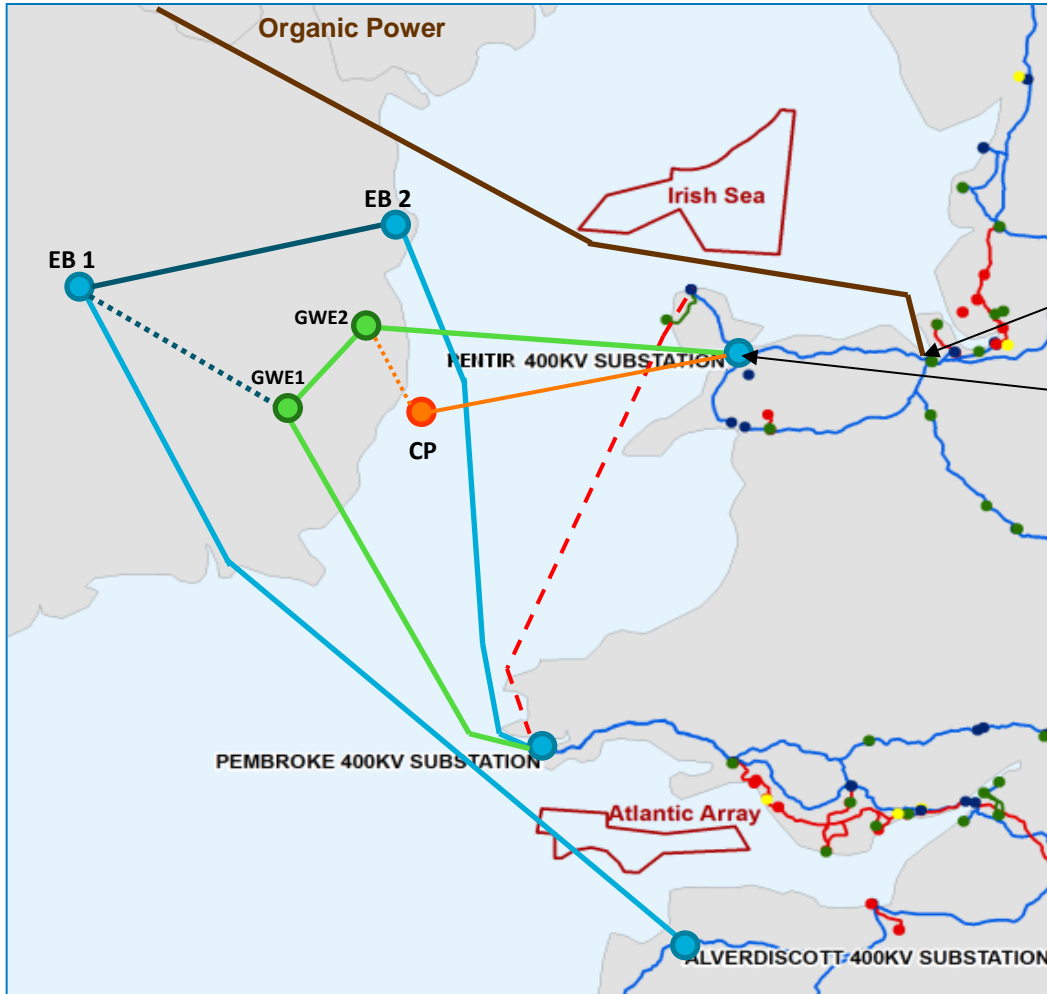 Organic Power
Irish Sea
EB 2
EB 1
GWE2
PENTIR 400KV SUBSTATION
GWE1
CP
PEMBROKE 400KV SUBSTATION
Atlantic Array
ALVERDISCOTT 400KV SUBSTATION